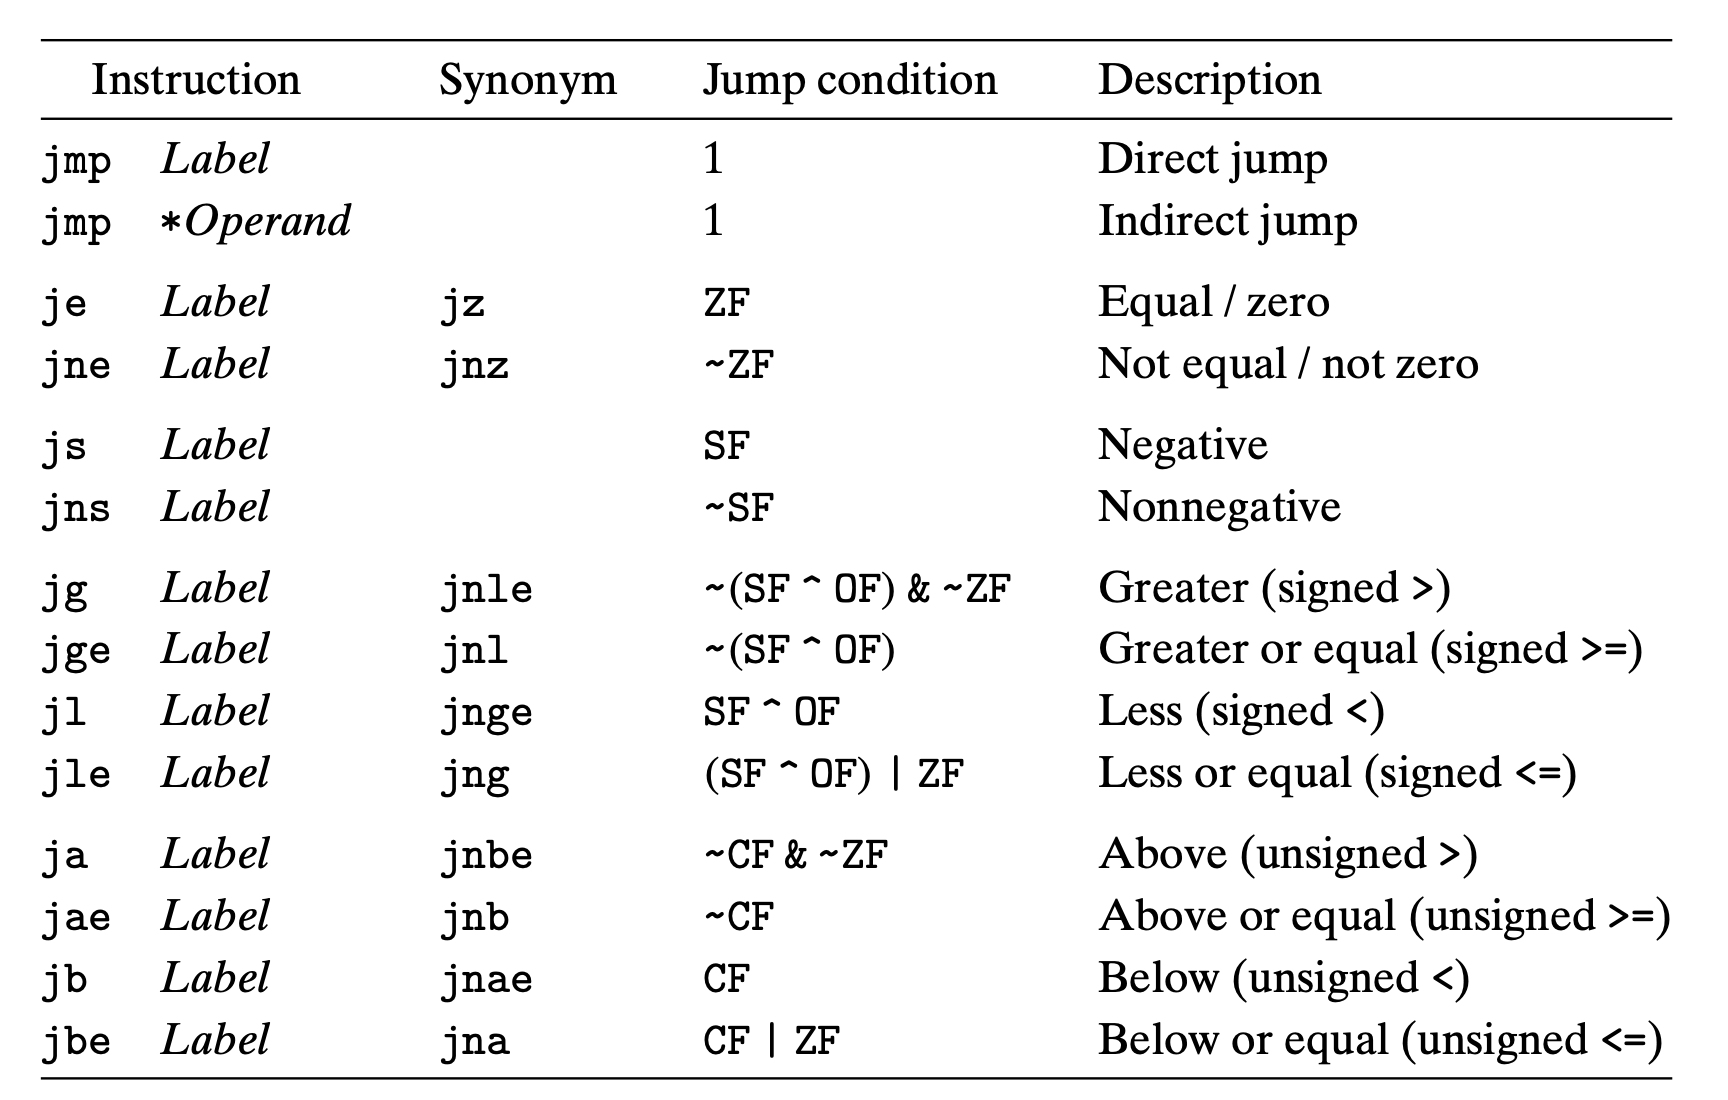 Instruction Synonym Jump condition Description
jmp Label 1 Direct jump
jmp *Operand 1 Indirect jump
je Label jz ZF Equal / zero
jne Label jnz ~ZF Not equal / not zero
js Label SF Negative
jns Label ~SF Nonnegative
jg Label jnle ~(SF ^ OF) & ~ZF Greater (signed >)
jge Label jnl ~(SF ^ OF) Greater or equal (signed >=)
jl Label jnge SF ^ OF Less (signed <)
jle Label jng (SF ^ OF) | ZF Less or equal (signed <=)
ja Label jnbe ~CF & ~ZF Above (unsigned >)
jae Label jnb ~CF Above or equal (unsigned >=)
jb Label jnae CF Below (unsigned <)
jbe Label jna CF | ZF Below or equal (unsigned <=)